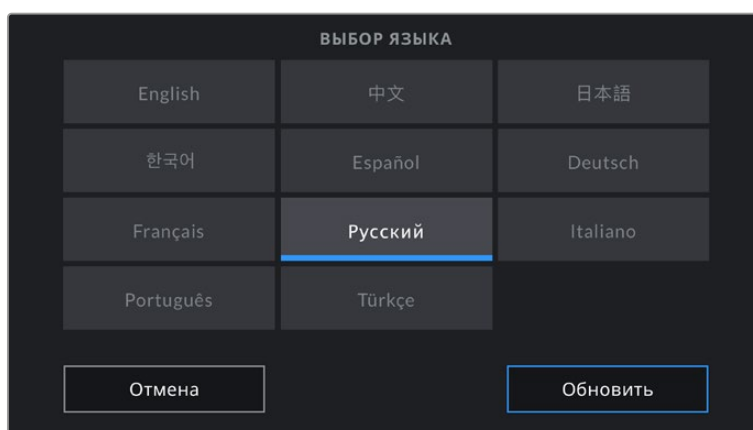 ВЫБОР ЯЗЫКА
English 中文 日本語
한국어 Español Deutsch
Français Русский Italiano
Português Türkçe
Отмена Обновить